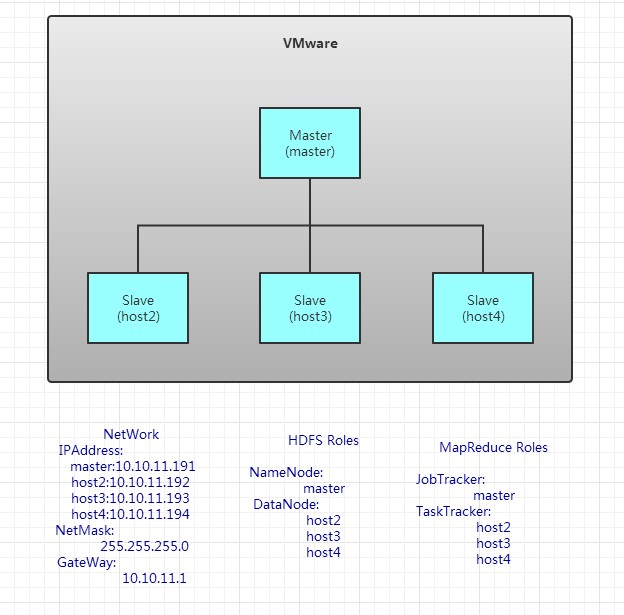 VMware
Master
(master)
Slave
(host2)
Slave
(host3)
Slave
(host4)
NetWork
IPAddress:
master:10.10.11.191
host2:10.10.11.192
host3:10.10.11.193
host4:10.10.11.194
NetMask:
255.255.255.0
GateWay:
10.10.11.1
HDFS Roles
NameNode:
master
DataNode:
host2
host3
host4
MapReduce Roles
JobTracker:
master
TaskTracker:
host2
host3
host4